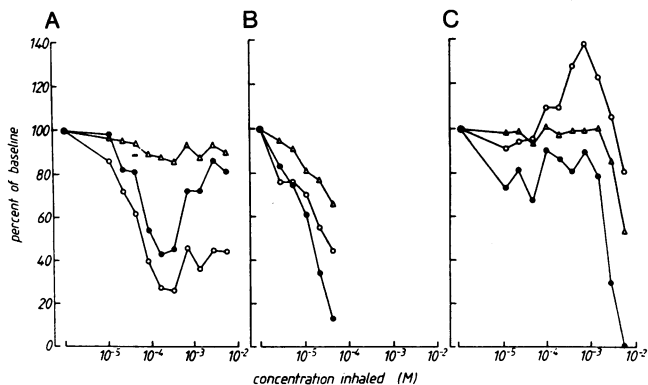 A B C
140
120
100
80
60
40
20
0
percent of baseline
10⁻⁵ 10⁻⁴ 10⁻³ 10⁻² 10⁻⁵ 10⁻⁴ 10⁻³ 10⁻² 10⁻⁵ 10⁻⁴ 10⁻³ 10⁻²
concentration inhaled (M)